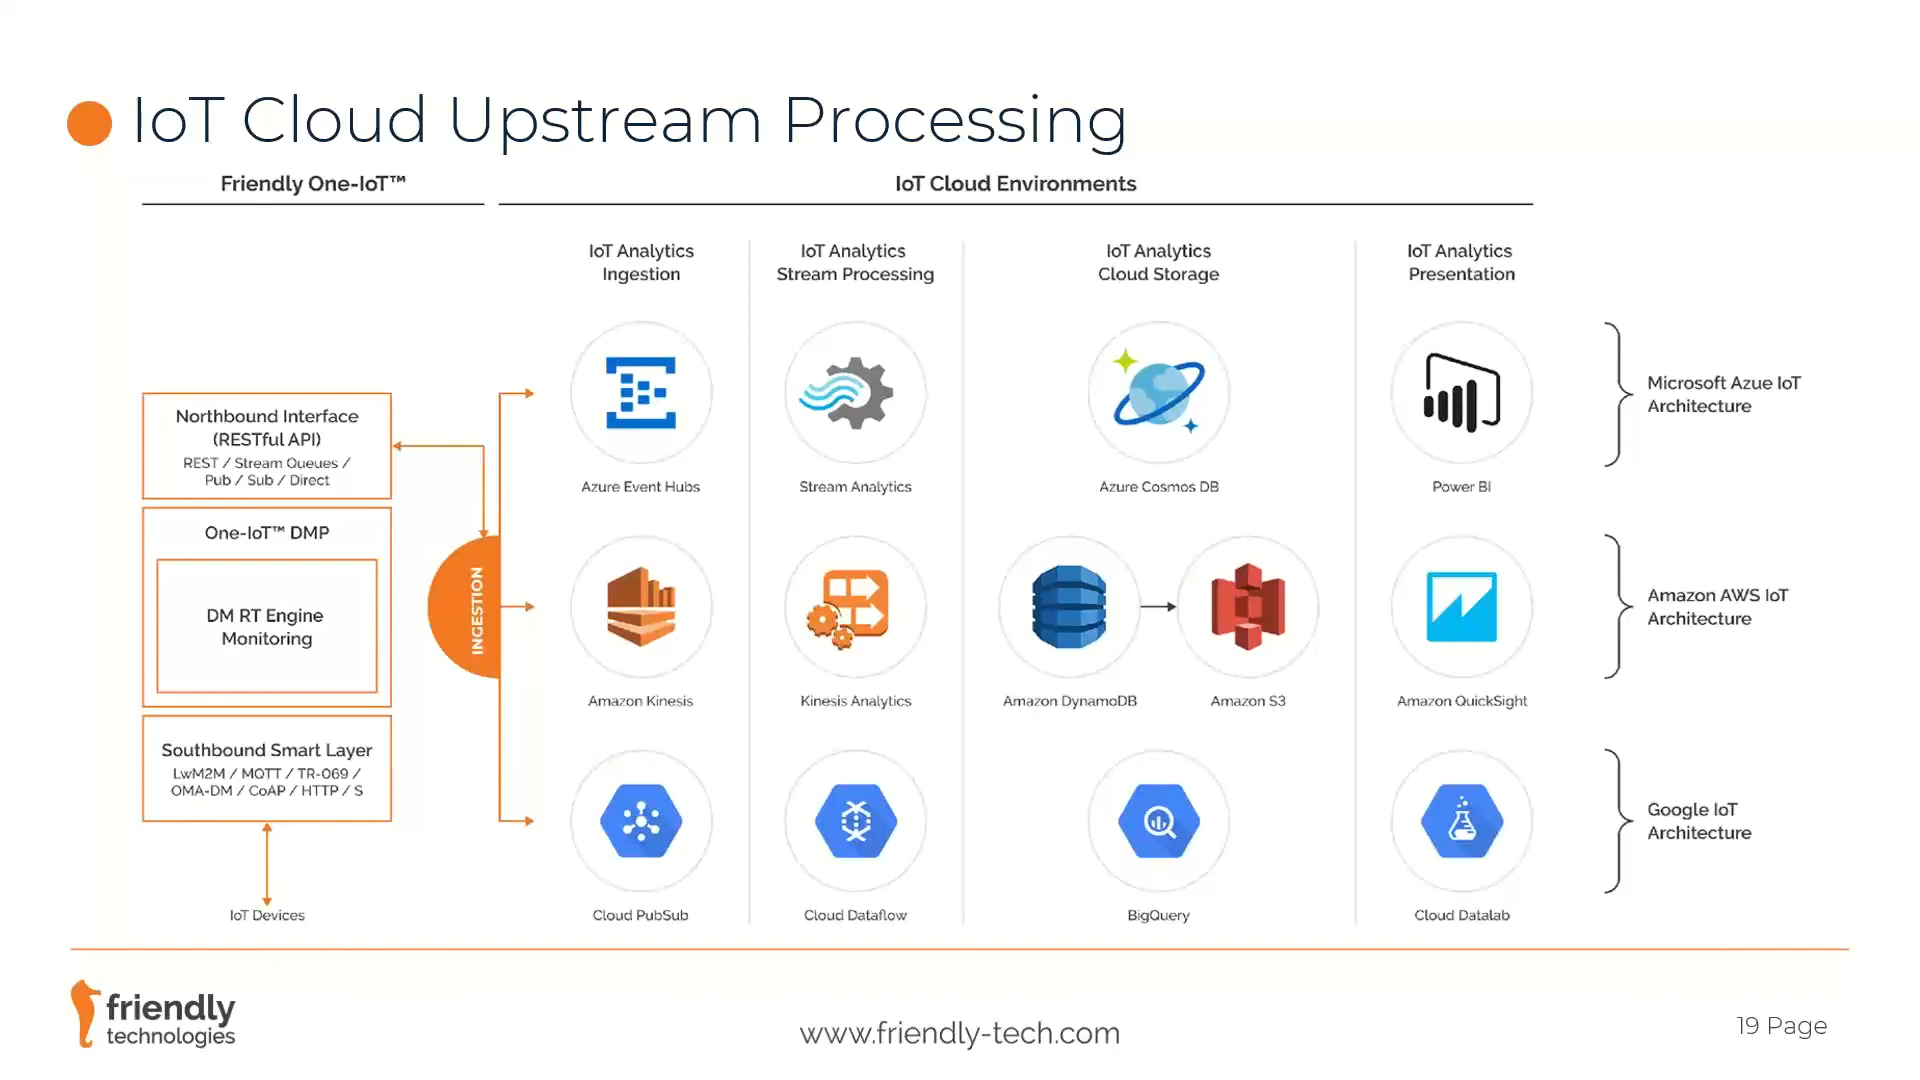 IoT Cloud Upstream Processing
Friendly One-IoT™
IoT Cloud Environments
IoT Analytics
Ingestion
IoT Analytics
Stream Processing
IoT Analytics
Cloud Storage
IoT Analytics
Presentation
Northbound Interface
(RESTful API)
REST / Stream Queues /
Pub / Sub / Direct
One-IoT™ DMP
DM RT Engine
Monitoring
Southbound Smart Layer
LwM2M / MQTT / TR-069 /
OMA-DM / CoAP / HTTP / S
IoT Devices
INGESTION
Azure Event Hubs
Stream Analytics
Azure Cosmos DB
Power BI
Microsoft Azue IoT
Architecture
Amazon Kinesis
Kinesis Analytics
Amazon DynamoDB
Amazon S3
Amazon QuickSight
Amazon AWS IoT
Architecture
Cloud PubSub
Cloud Dataflow
BigQuery
Cloud Datalab
Google IoT
Architecture
friendly
technologies
www.friendly-tech.com
19 Page